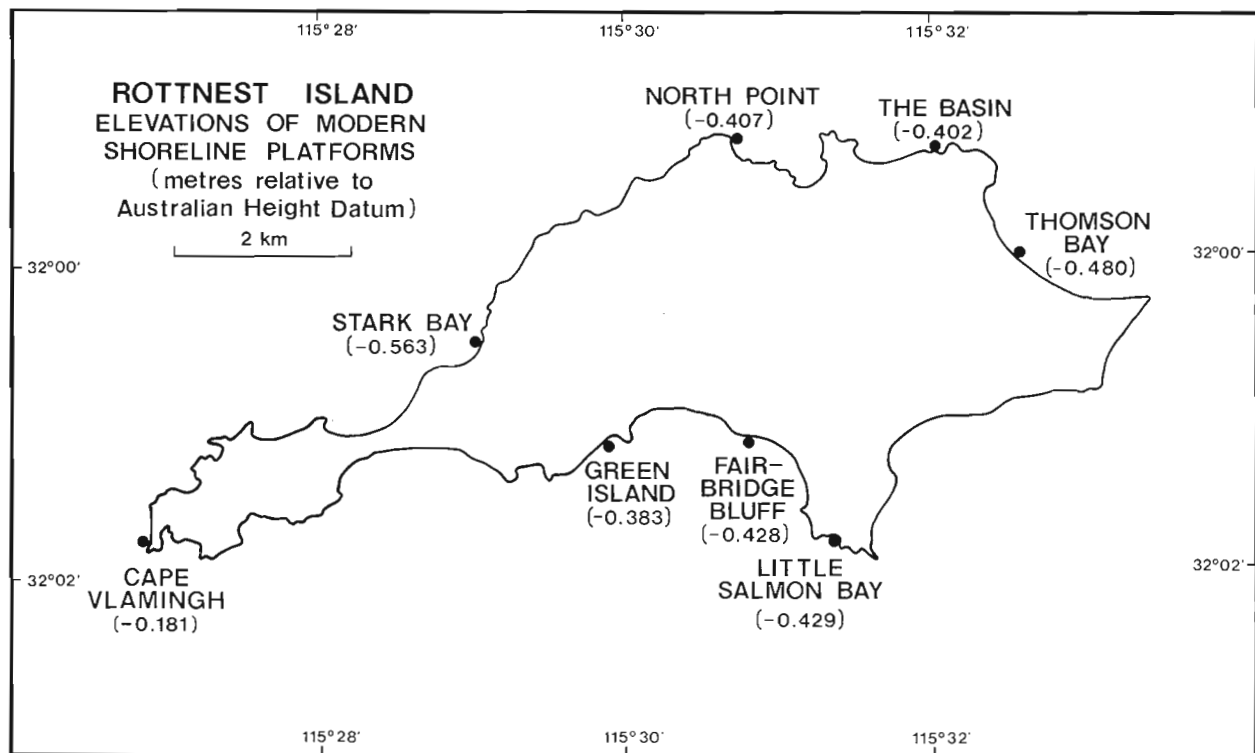 115° 28'
115° 30'
115° 32'
ROTTNEST ISLAND
ELEVATIONS OF MODERN
SHORELINE PLATFORMS
(metres relative to
Australian Height Datum)
2 km
NORTH POINT
(-0.407)
THE BASIN
(-0.402)
THOMSON
BAY
(-0.480)
32°00'
32°00'
STARK BAY
(-0.563)
GREEN
ISLAND
(-0.383)
FAIR-
BRIDGE
BLUFF
(-0.428)
LITTLE
SALMON BAY
(-0.429)
CAPE
VLAMINGH
(-0.181)
32°02'
32°02'
115° 28'
115° 30'
115° 32'